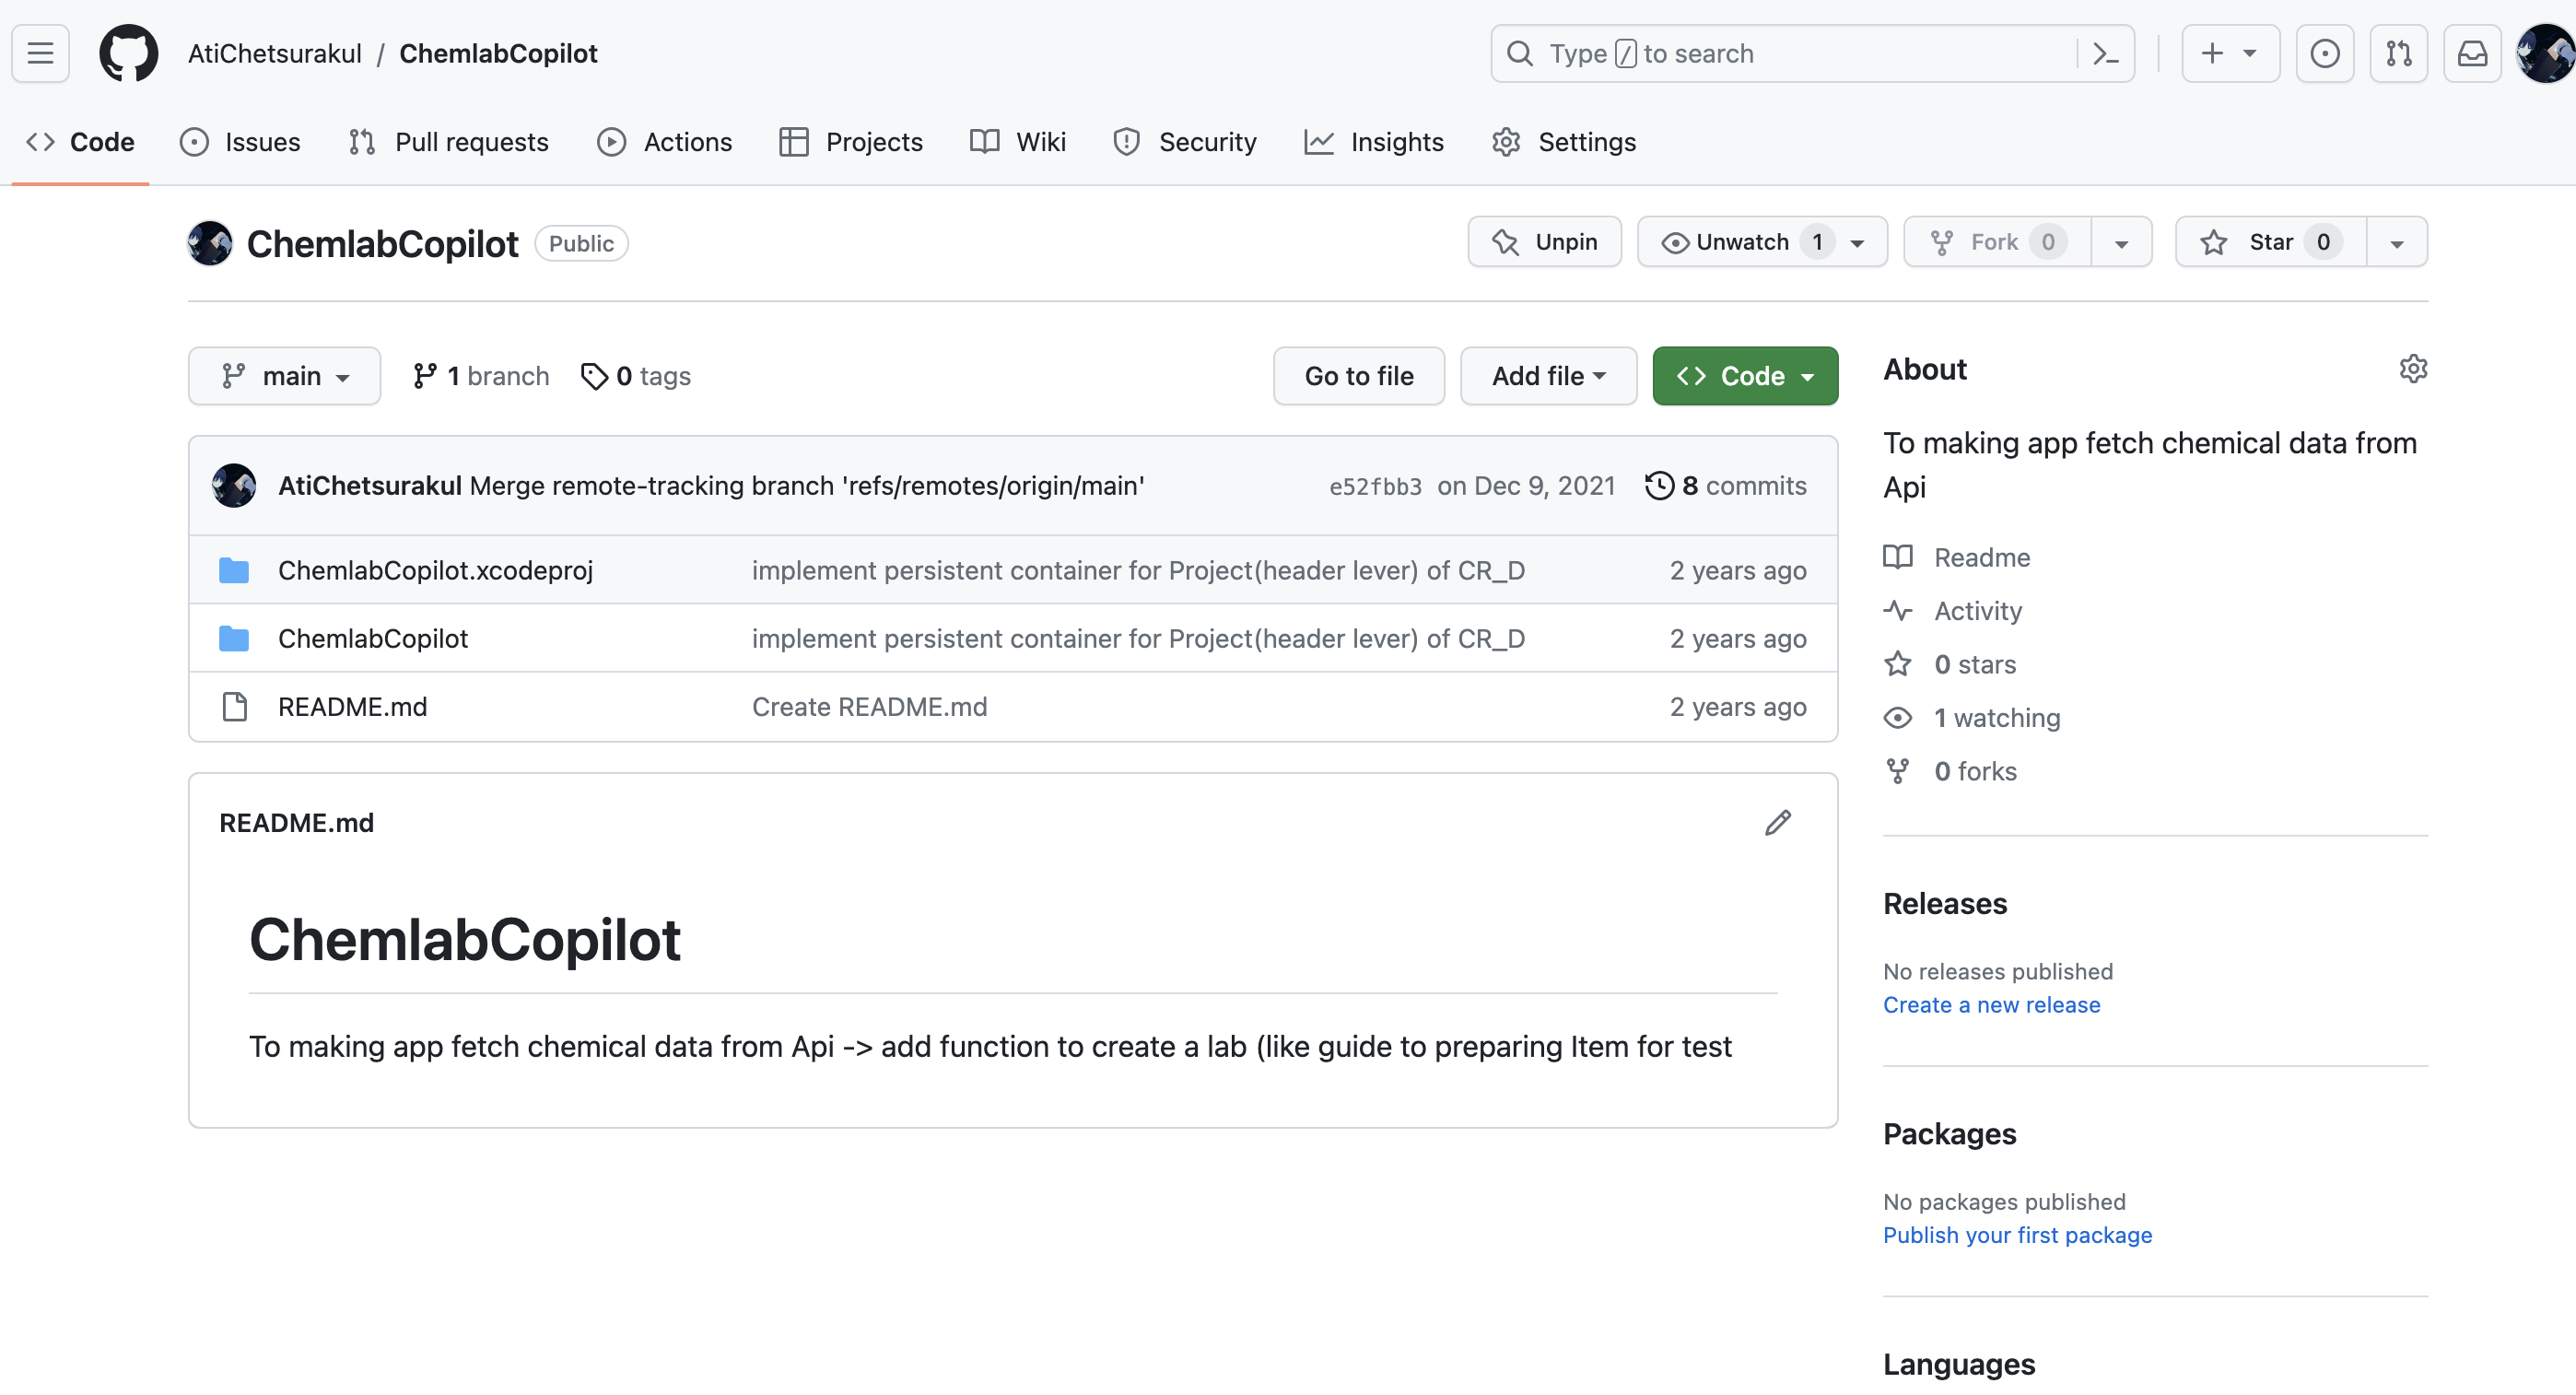 AtiChetsurakul / ChemlabCopilot
Type / to search
Code Issues Pull requests Actions Projects Wiki Security Insights Settings
ChemlabCopilot Public
Unpin Unwatch 1 Fork 0 Star 0
main 1 branch 0 tags Go to file Add file Code
AtiChetsurakul Merge remote-tracking branch 'refs/remotes/origin/main' e52fbb3 on Dec 9, 2021 8 commits
ChemlabCopilot.xcodeproj implement persistent container for Project(header lever) of CR_D 2 years ago
ChemlabCopilot implement persistent container for Project(header lever) of CR_D 2 years ago
README.md Create README.md 2 years ago
README.md
ChemlabCopilot
To making app fetch chemical data from Api -> add function to create a lab (like guide to preparing Item for test
About
To making app fetch chemical data from
Api
Readme
Activity
0 stars
1 watching
0 forks
Releases
No releases published
Create a new release
Packages
No packages published
Publish your first package
Languages